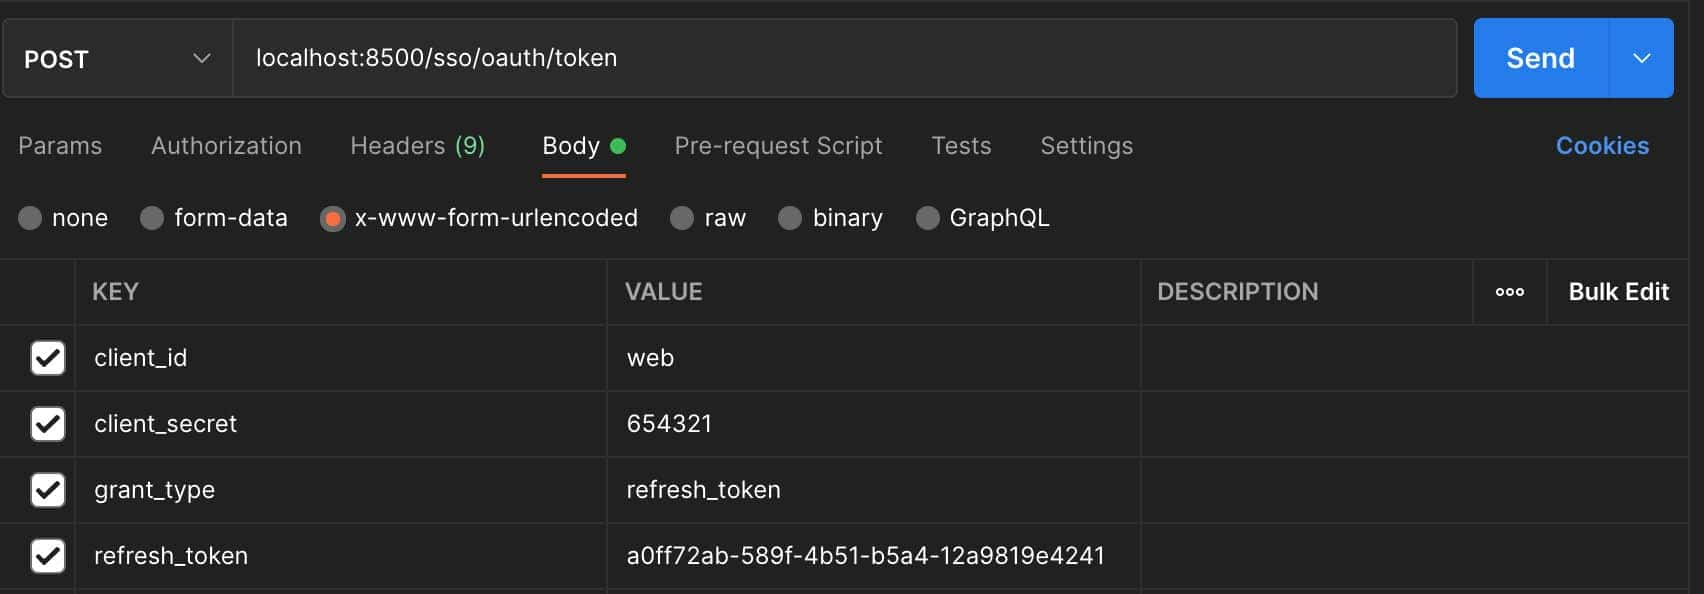 POST localhost:8500/sso/oauth/token Send
Params Authorization Headers (9) Body Pre-request Script Tests Settings Cookies
none form-data x-www-form-urlencoded raw binary GraphQL
KEY VALUE DESCRIPTION ooo Bulk Edit
client_id web
client_secret 654321
grant_type refresh_token
refresh_token a0ff72ab-589f-4b51-b5a4-12a9819e4241